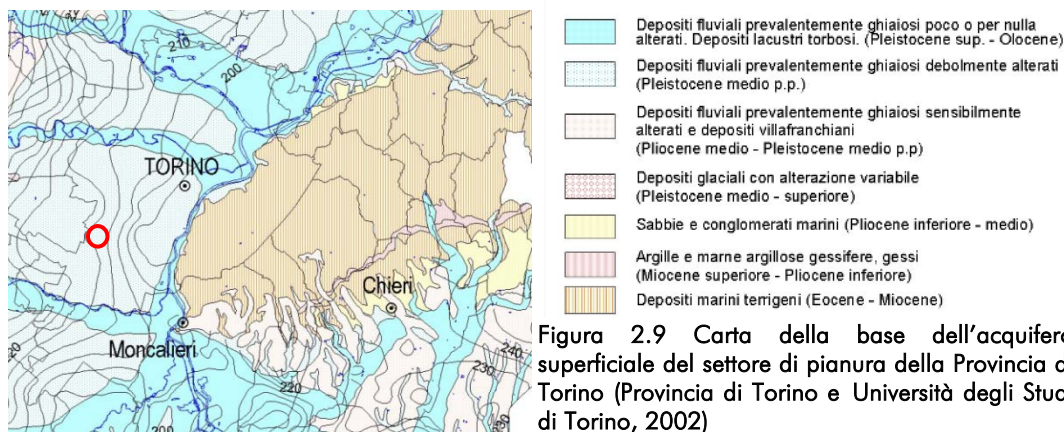 210
200
TORINO
Chieri
Moncalieri
240
230
220
230
200
Depositi fluviali prevalentemente ghiaiosi poco o per nulla
alterati. Depositi lacustri torbosi. (Pleistocene sup. - Olocene)
Depositi fluviali prevalentemente ghiaiosi debolmente alterati
(Pleistocene medio p.p.)
Depositi fluviali prevalentemente ghiaiosi sensibilmente
alterati e depositi villafranchiani
(Pliocene medio - Pleistocene medio p.p)
Depositi glaciali con alterazione variabile
(Pleistocene medio - superiore)
Sabbie e conglomerati marini (Pliocene inferiore - medio)
Argille e marne argillose gessifere, gessi
(Miocene superiore - Pliocene inferiore)
Depositi marini terrigeni (Eocene - Miocene)
Figura 2.9 Carta della base dell'acquifero
superficiale del settore di pianura della Provincia d
Torino (Provincia di Torino e Università degli Stud
di Torino, 2002)